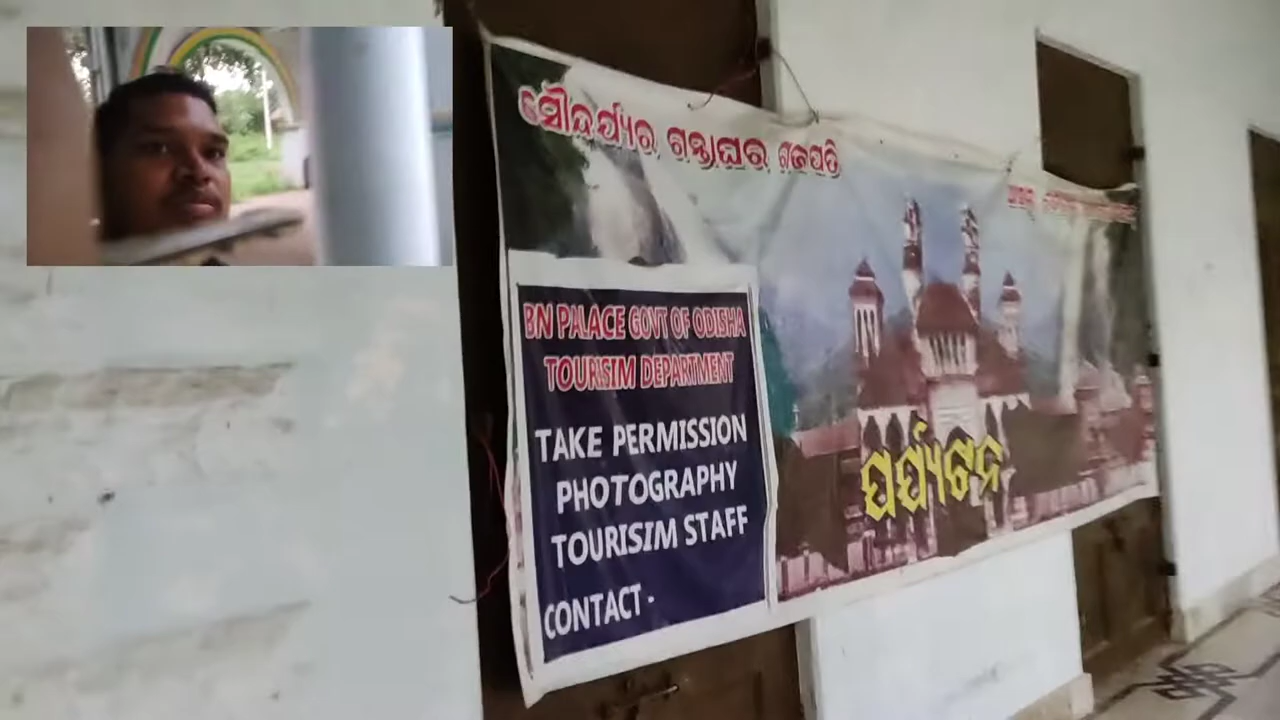 ସୌନ୍ଦର୍ଯ୍ୟର ଗନ୍ତାଘର ଗଜପତି
BN PALACE GOVT OF ODISHA
TOURISIM DEPARTMENT
TAKE PERMISSION
PHOTOGRAPHY
TOURISIM STAFF
CONTACT -
ପର୍ଯ୍ୟଟନ